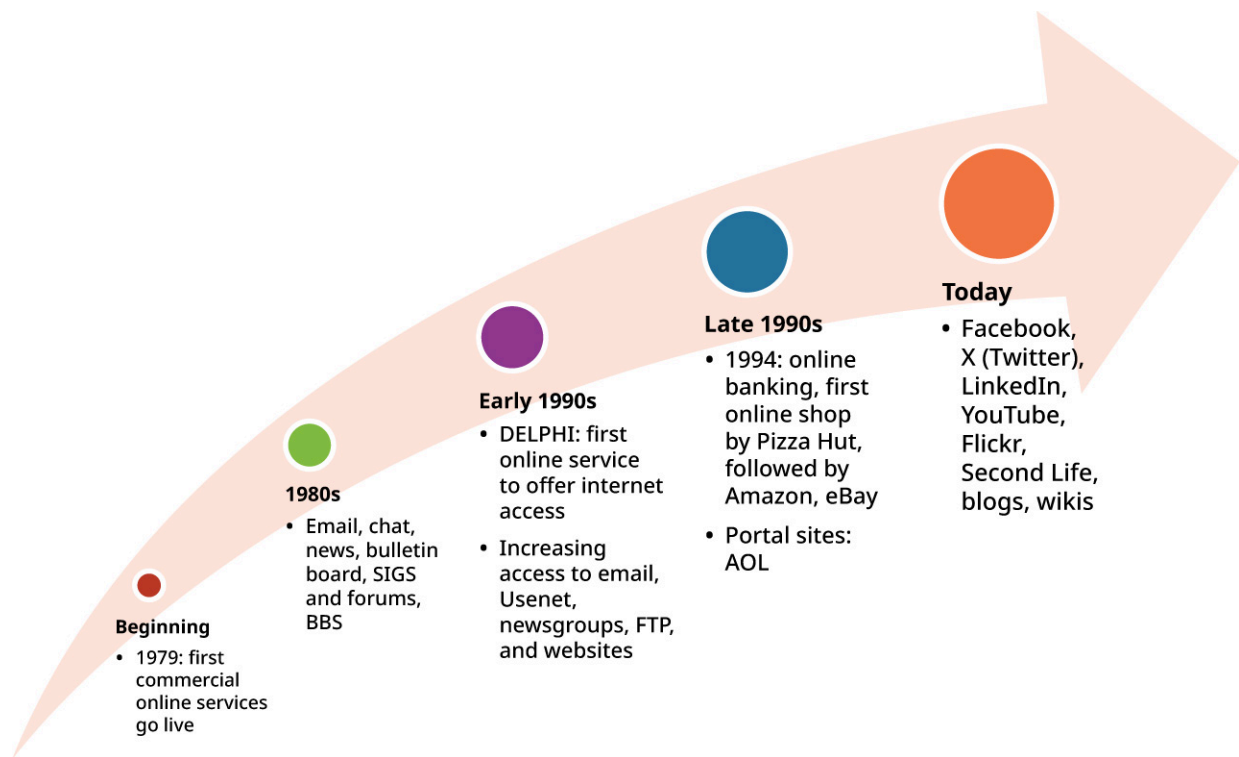 Beginning
• 1979: first
commercial
online services
go live
1980s
• Email, chat,
news, bulletin
board, SIGS
and forums,
BBS
Early 1990s
• DELPHI: first
online service
to offer internet
access
• Increasing
access to email,
Usenet,
newsgroups, FTP,
and websites
Late 1990s
• 1994: online
banking, first
online shop
by Pizza Hut,
followed by
Amazon, eBay
• Portal sites:
AOL
Today
• Facebook,
X (Twitter),
LinkedIn,
YouTube,
Flickr,
Second Life,
blogs, wikis